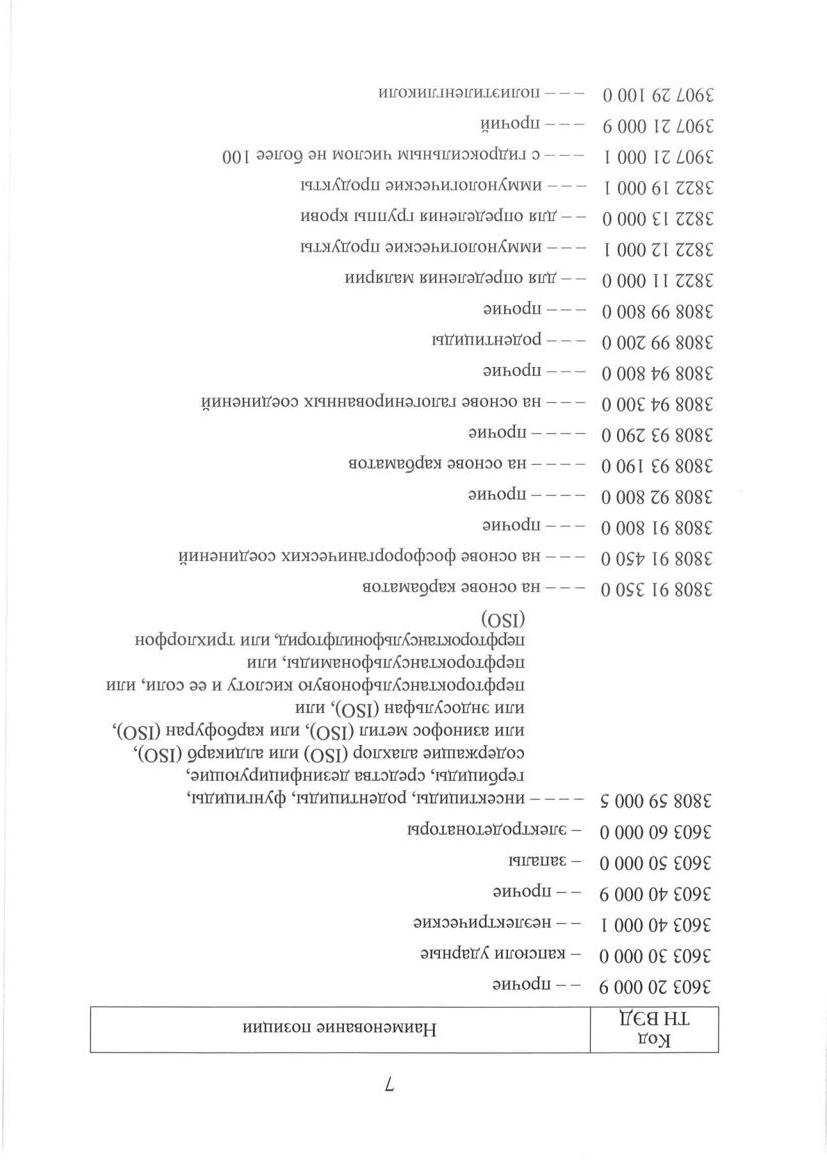 7
Код
ТН ВЭД
Наименование позиции
3603 20 000 9 – – прочие
3603 30 000 0 – капсюли ударные
3603 40 000 1 – – неэлектрические
3603 40 000 9 – – прочие
3603 50 000 0 – запалы
3603 60 000 0 – электродетонаторы
3808 59 000 5 – – – – инсектициды, родентициды, фунгициды,
гербициды, средства дезинфицирующие,
содержащие алахлор (ISO) или алдикарб (ISO),
или азинофос метил (ISO), или карбофуран (ISO),
или эндосульфан (ISO), или
перфтороктансульфоновую кислоту и ее соли, или
перфтороктансульфонамиды, или
перфтороктансульфонилфторид, или трихлорфон
(ISO)
3808 91 350 0 – – – на основе карбаматов
3808 91 450 0 – – – на основе фосфорорганических соединений
3808 91 800 0 – – – прочие
3808 92 800 0 – – – – прочие
3808 93 190 0 – – – – на основе карбаматов
3808 93 290 0 – – – – прочие
3808 94 300 0 – – – на основе галогенированных соединений
3808 94 800 0 – – – прочие
3808 99 200 0 – – – родентициды
3808 99 800 0 – – – прочие
3822 11 000 0 – – для определения малярии
3822 12 000 1 – – – иммунологические продукты
3822 13 000 0 – – для определения группы крови
3822 19 000 1 – – – иммунологические продукты
3907 21 000 1 – – – с гидроксильным числом не более 100
3907 21 000 9 – – – прочий
3907 29 100 0 – – – полиэтиленгликоли